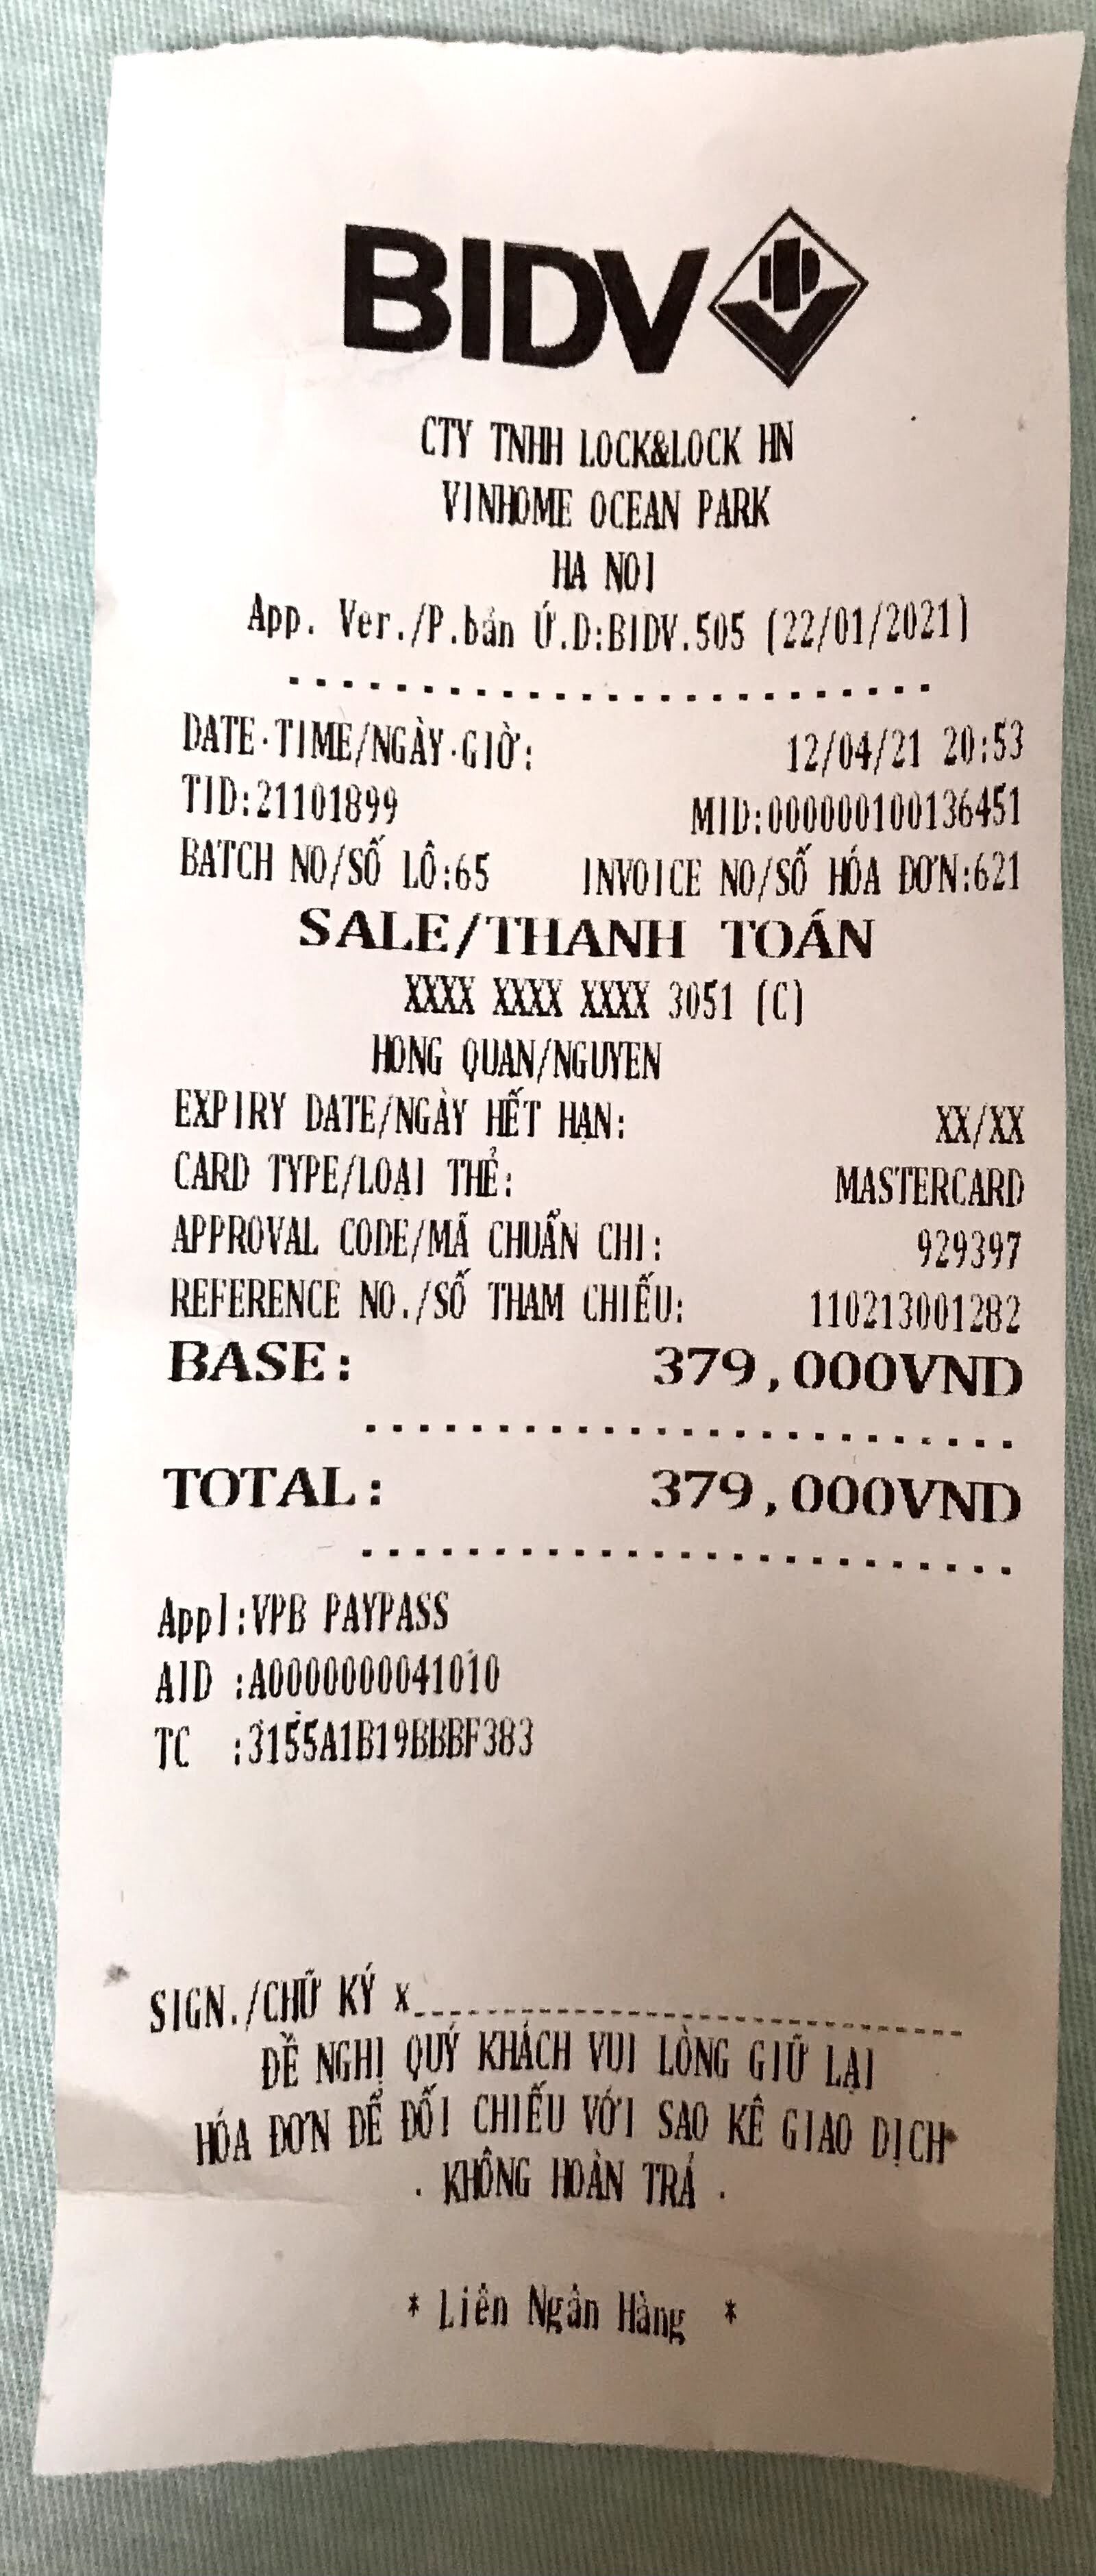 BIDV
CTY TNHH LOCK&LOCK HN
VINHOME OCEAN PARK
HA NOI
App. Ver./P.bản Ứ.D:BIDV.505 (22/01/2021)
DATE-TIME/NGÀY-GIỜ: 12/04/21 20:53
TID:21101899 MID:000000100136451
BATCH NO/SỐ LÔ:65 INVOICE NO/SỐ HÓA ĐƠN:621
SALE/THANH TOÁN
XXXX XXXX XXXX 3051 (C)
HONG QUAN/NGUYEN
EXPIRY DATE/NGÀY HẾT HẠN: XX/XX
CARD TYPE/LOẠI THẺ: MASTERCARD
APPROVAL CODE/MÃ CHUẨN CHI: 929397
REFERENCE NO./SỐ THAM CHIẾU: 110213001282
BASE: 379,000VND
TOTAL: 379,000VND
Appl:VPB PAYPASS
AID :A0000000041010
TC :3155A1B19BBBF383
SIGN./CHỮ KÝ x
ĐỀ NGHỊ QUÝ KHÁCH VUI LÒNG GIỮ LẠI
HÓA ĐƠN ĐỂ ĐỐI CHIẾU VỚI SAO KÊ GIAO DỊCH
- KHÔNG HOÀN TRẢ -
* Liên Ngân Hàng *